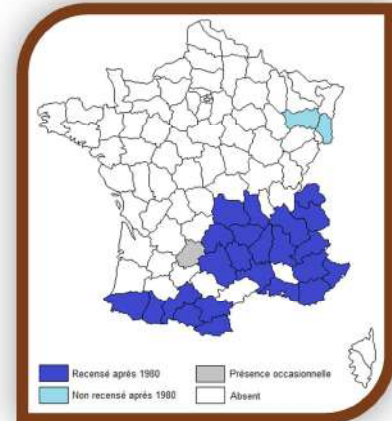 Recensé après 1980
Présence occasionnelle
Non recensé après 1980
Absent